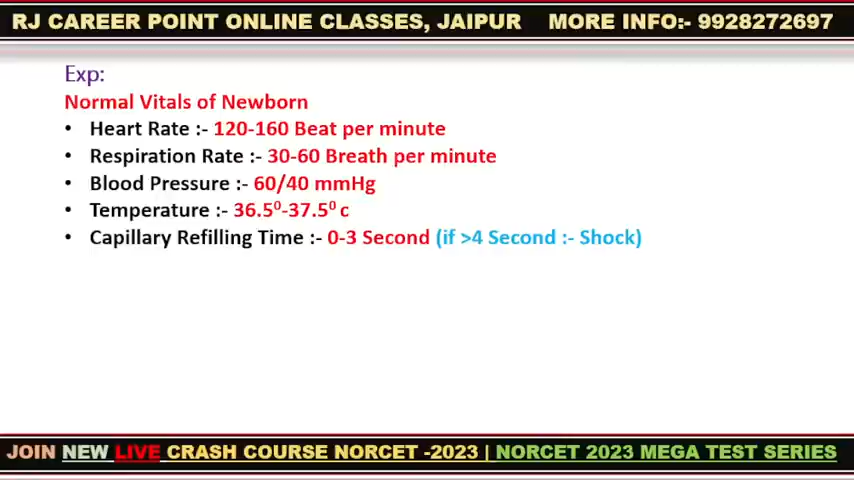 RJ CAREER POINT ONLINE CLASSES, JAIPUR MORE INFO:- 9928272697
Exp:
Normal Vitals of Newborn
• Heart Rate :- 120-160 Beat per minute
• Respiration Rate :- 30-60 Breath per minute
• Blood Pressure :- 60/40 mmHg
• Temperature :- 36.5⁰-37.5⁰ c
• Capillary Refilling Time :- 0-3 Second (if >4 Second :- Shock)
JOIN NEW LIVE CRASH COURSE NORCET -2023 | NORCET 2023 MEGA TEST SERIES